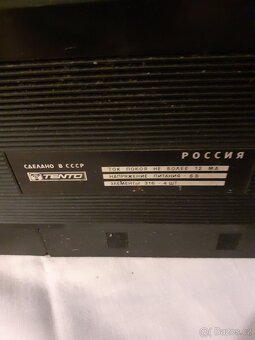 РОССИЯ
СДЕЛАНО В СССР
TENTO
ТОК ПОКОЯ НЕ БОЛЕЕ 12 МА
НАПРЯЖЕНИЕ ПИТАНИЯ - 6 В
ЭЛЕМЕНТЫ 316 - 4 ШТ.